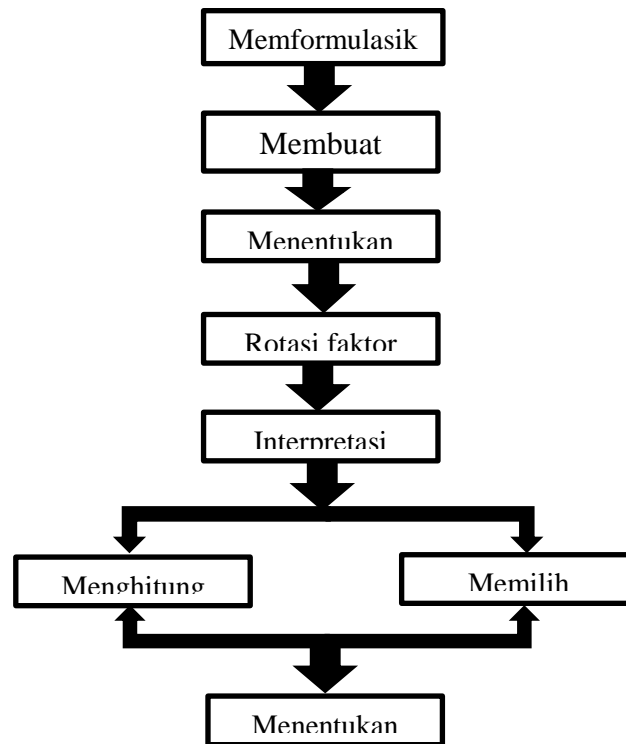 Memformulasik
Membuat
Menentukan
Rotasi faktor
Interpretasi
Menghitung
Memilih
Menentukan